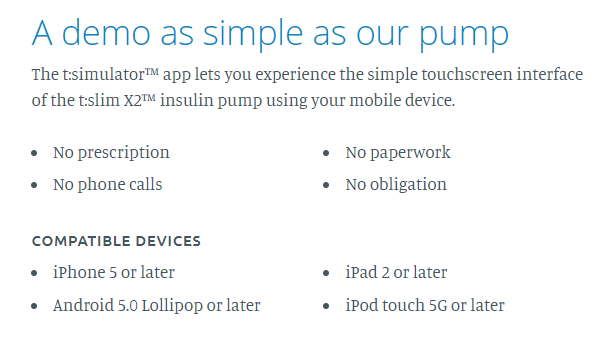 A demo as simple as our pump
The t:simulator™ app lets you experience the simple touchscreen interface
of the t:slim X2™ insulin pump using your mobile device.
• No prescription
• No paperwork
• No phone calls
• No obligation
COMPATIBLE DEVICES
• iPhone 5 or later
• iPad 2 or later
• Android 5.0 Lollipop or later
• iPod touch 5G or later